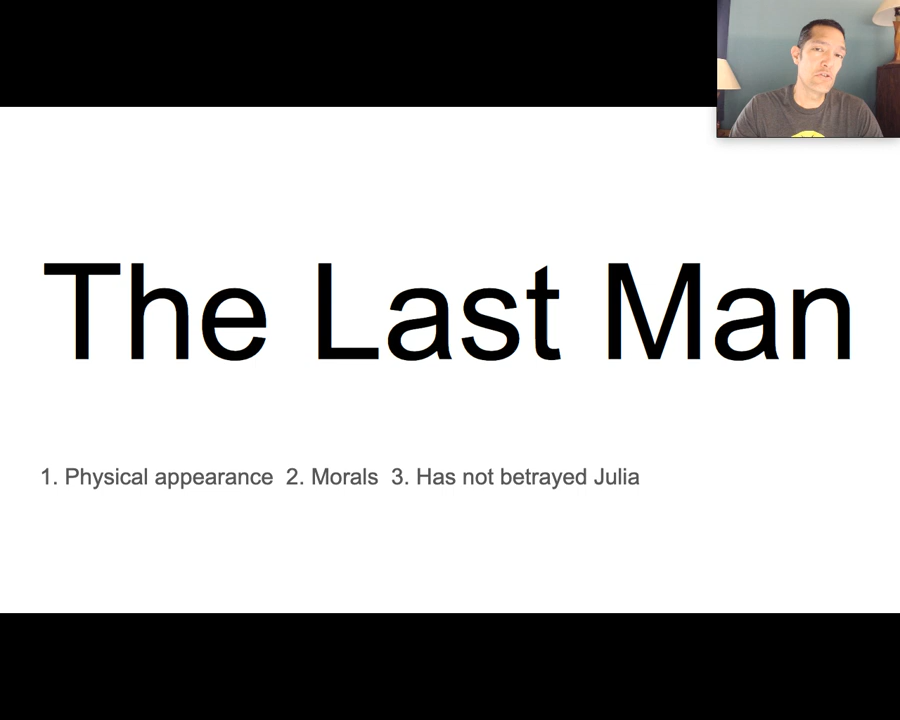 The Last Man
1. Physical appearance  2. Morals  3. Has not betrayed Julia